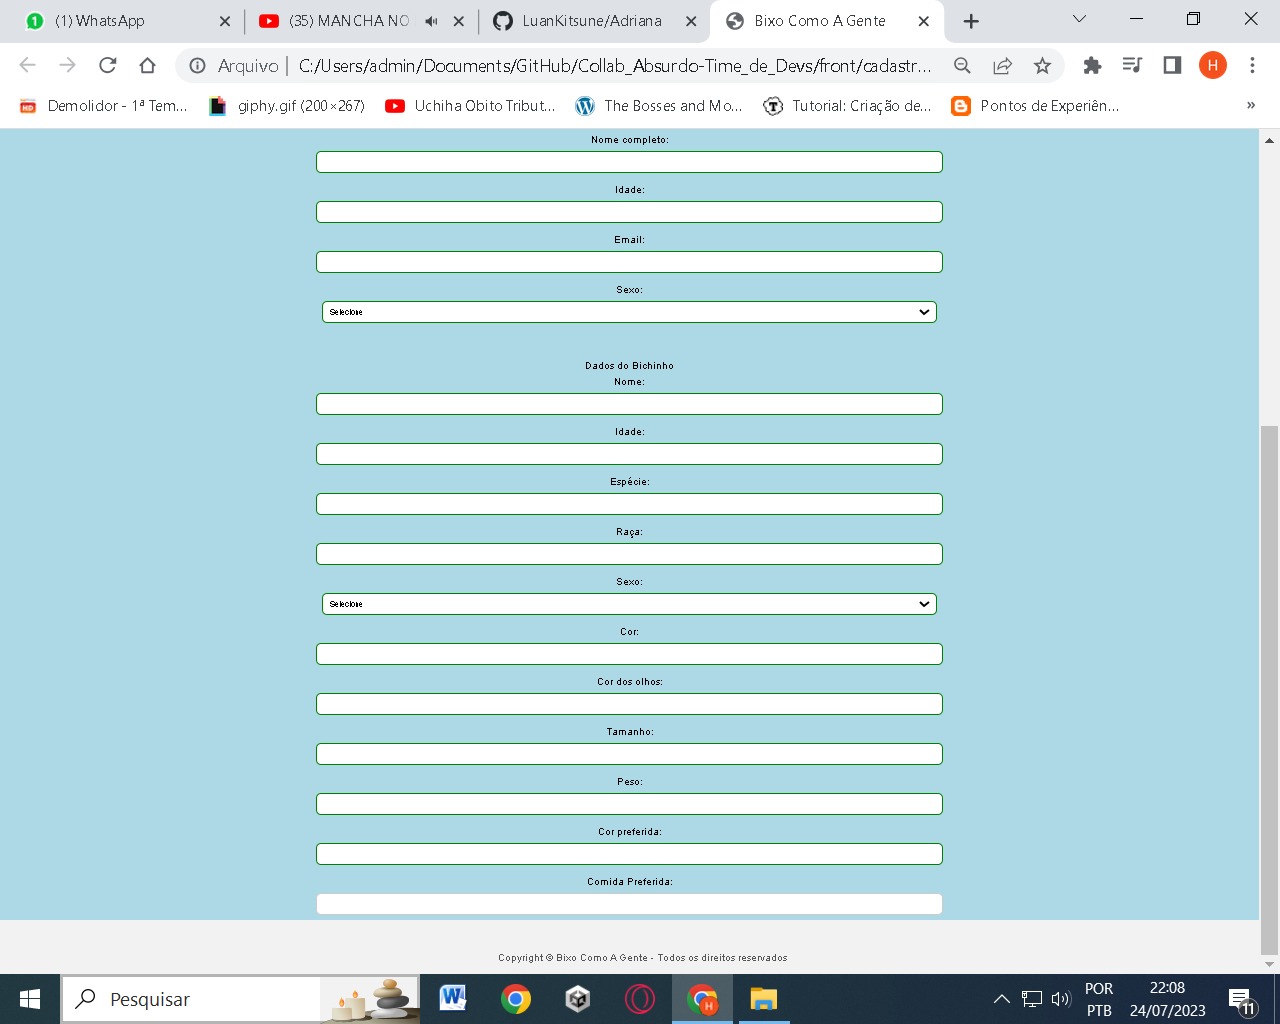 (1) WhatsApp
(35) MANCHA NO
LuanKitsune/Adriana
Bixo Como A Gente
Arquivo
C:/Users/admin/Documents/GitHub/Collab_Absurdo-Time_de_Devs/front/cadastr...
H
HD
Demolidor - 1ª Tem...
giphy.gif (200×267)
Uchiha Obito Tribut...
The Bosses and Mo...
Tutorial: Criação de...
Pontos de Experiên...
»
Nome completo:
Idade:
Email:
Sexo:
Selecione
Dados do Bichinho
Nome:
Idade:
Espécie:
Raça:
Sexo:
Selecione
Cor:
Cor dos olhos:
Tamanho:
Peso:
Cor preferida:
Comida Preferida:
Copyright © Bixo Como A Gente - Todos os direitos reservados
Pesquisar
W
H
POR
PTB
22:08
24/07/2023
11